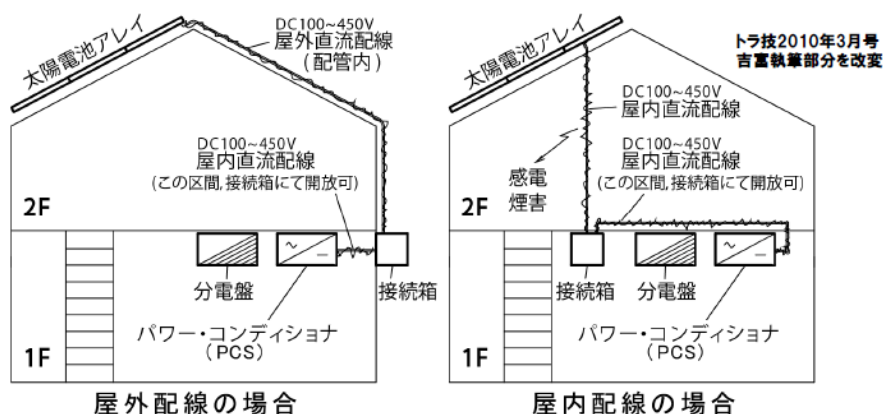 太陽電池アレイ
DC100~450V
屋外直流配線
(配管内)
DC100~450V
屋内直流配線
(この区間,接続箱にて開放可)
2F
分電盤
接続箱
パワー・コンディショナ
(PCS)
1F
屋外配線の場合
トラ技2010年3月号
吉富執筆部分を改変
太陽電池アレイ
DC100~450V
屋内直流配線
DC100~450V
屋内直流配線
(この区間,接続箱にて開放可)
感電
煙害
2F
接続箱
分電盤
パワー・コンディショナ
(PCS)
1F
屋内配線の場合